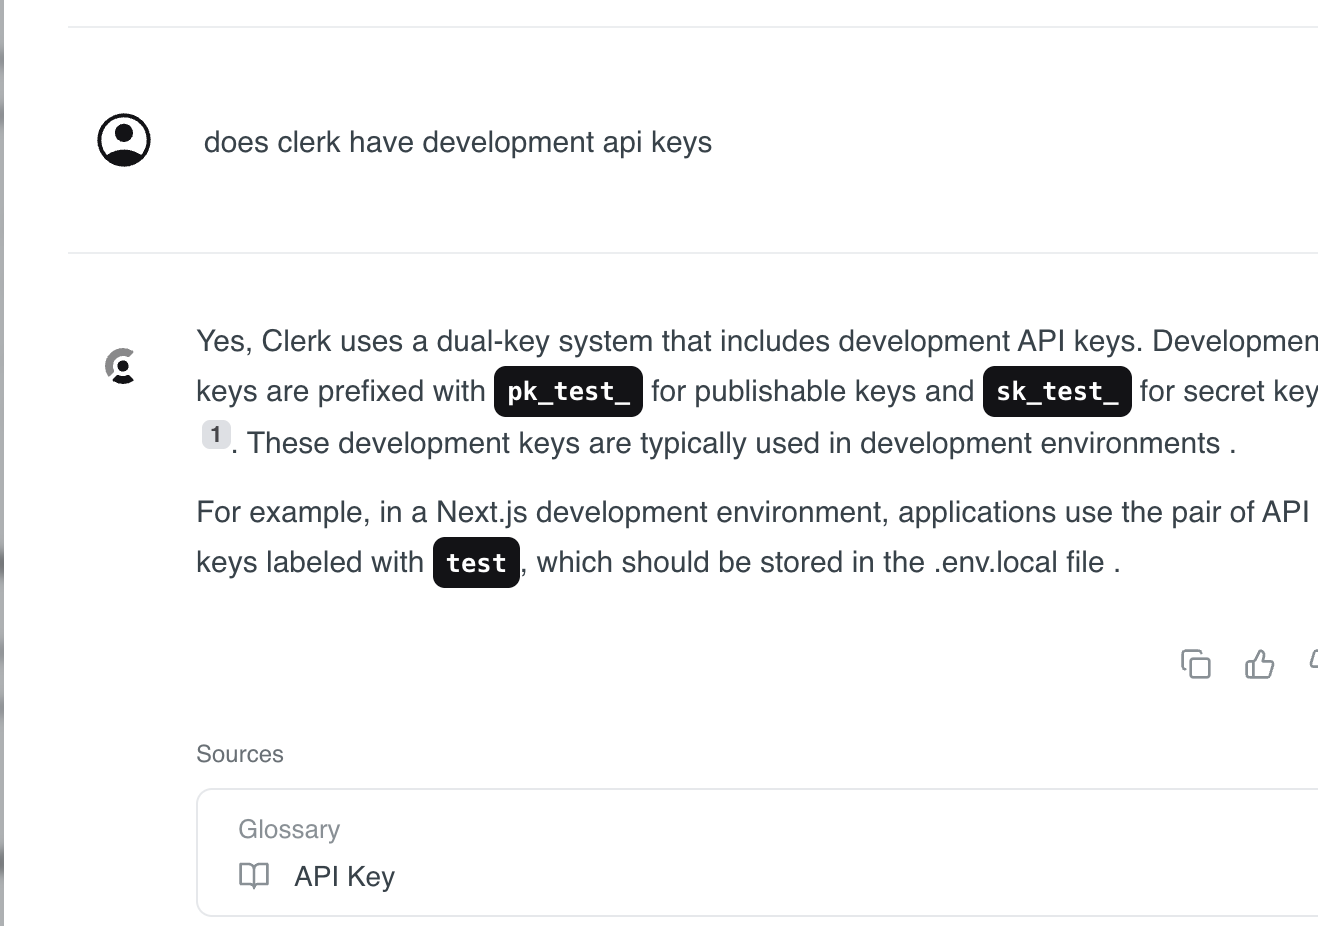 does clerk have development api keys
Yes, Clerk uses a dual-key system that includes development API keys. Developmen
keys are prefixed with pk_test_ for publishable keys and sk_test_ for secret key
1. These development keys are typically used in development environments .
For example, in a Next.js development environment, applications use the pair of API
keys labeled with test, which should be stored in the .env.local file .
Sources
Glossary
API Key